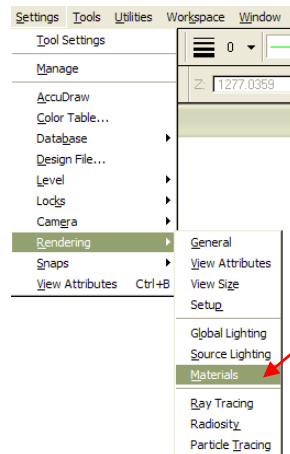 Settings Tools Utilities Workspace Window
Tool Settings
0
Manage
Z: 1277.0359
AccuDraw
Color Table...
Database
Design File...
Level
Locks
Camera
Rendering
General
Snaps
View Attributes
View Attributes Ctrl+B
View Size
Setup
Global Lighting
Source Lighting
Materials
Ray Tracing
Radiosity
Particle Tracing